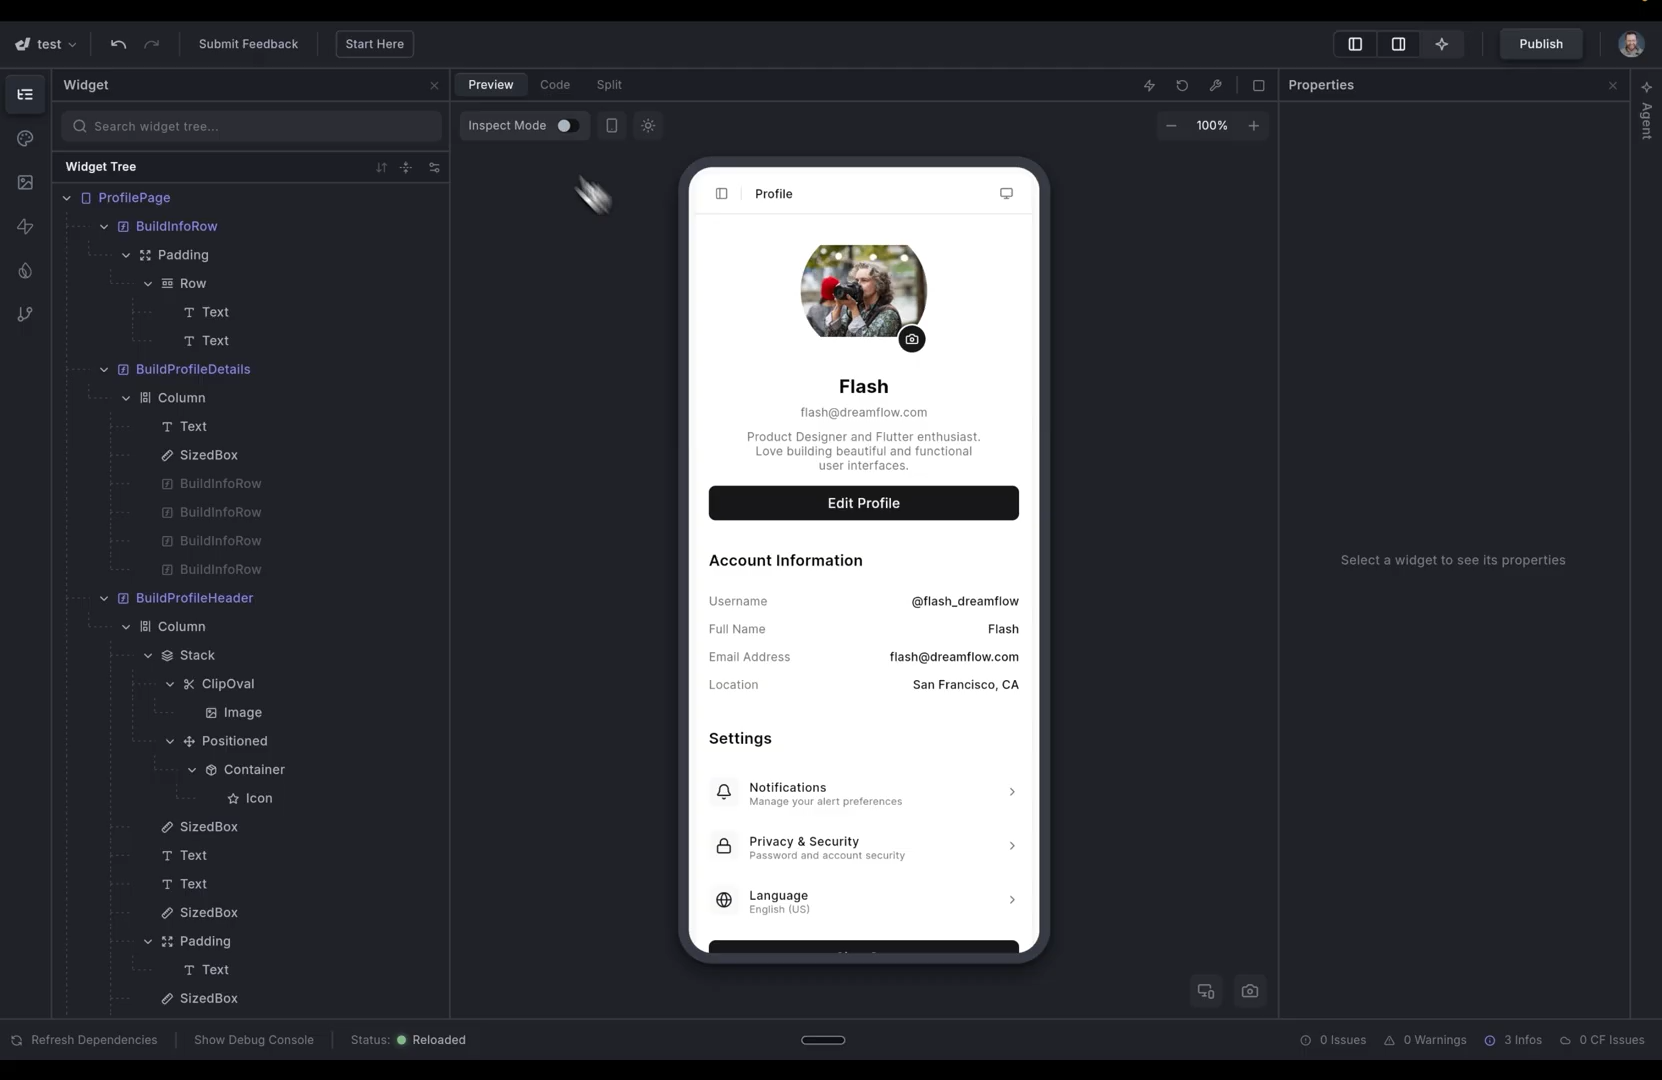 test
Submit Feedback
Start Here
Publish
Widget
Preview
Code
Split
Properties
Search widget tree...
Inspect Mode
100%
Agent
Widget Tree
ProfilePage
BuildInfoRow
Padding
Row
Text
Text
BuildProfileDetails
Column
Text
SizedBox
BuildInfoRow
BuildInfoRow
BuildInfoRow
BuildInfoRow
BuildProfileHeader
Column
Stack
ClipOval
Image
Positioned
Container
Icon
SizedBox
Text
Text
SizedBox
Padding
Text
SizedBox
Profile
Flash
flash@dreamflow.com
Product Designer and Flutter enthusiast.
Love building beautiful and functional
user interfaces.
Edit Profile
Account Information
Username @flash_dreamflow
Full Name Flash
Email Address flash@dreamflow.com
Location San Francisco, CA
Settings
Notifications
Manage your alert preferences
Privacy & Security
Password and account security
Language
English (US)
Select a widget to see its properties
Refresh Dependencies
Show Debug Console
Status: Reloaded
0 Issues
0 Warnings
3 Infos
0 CF Issues